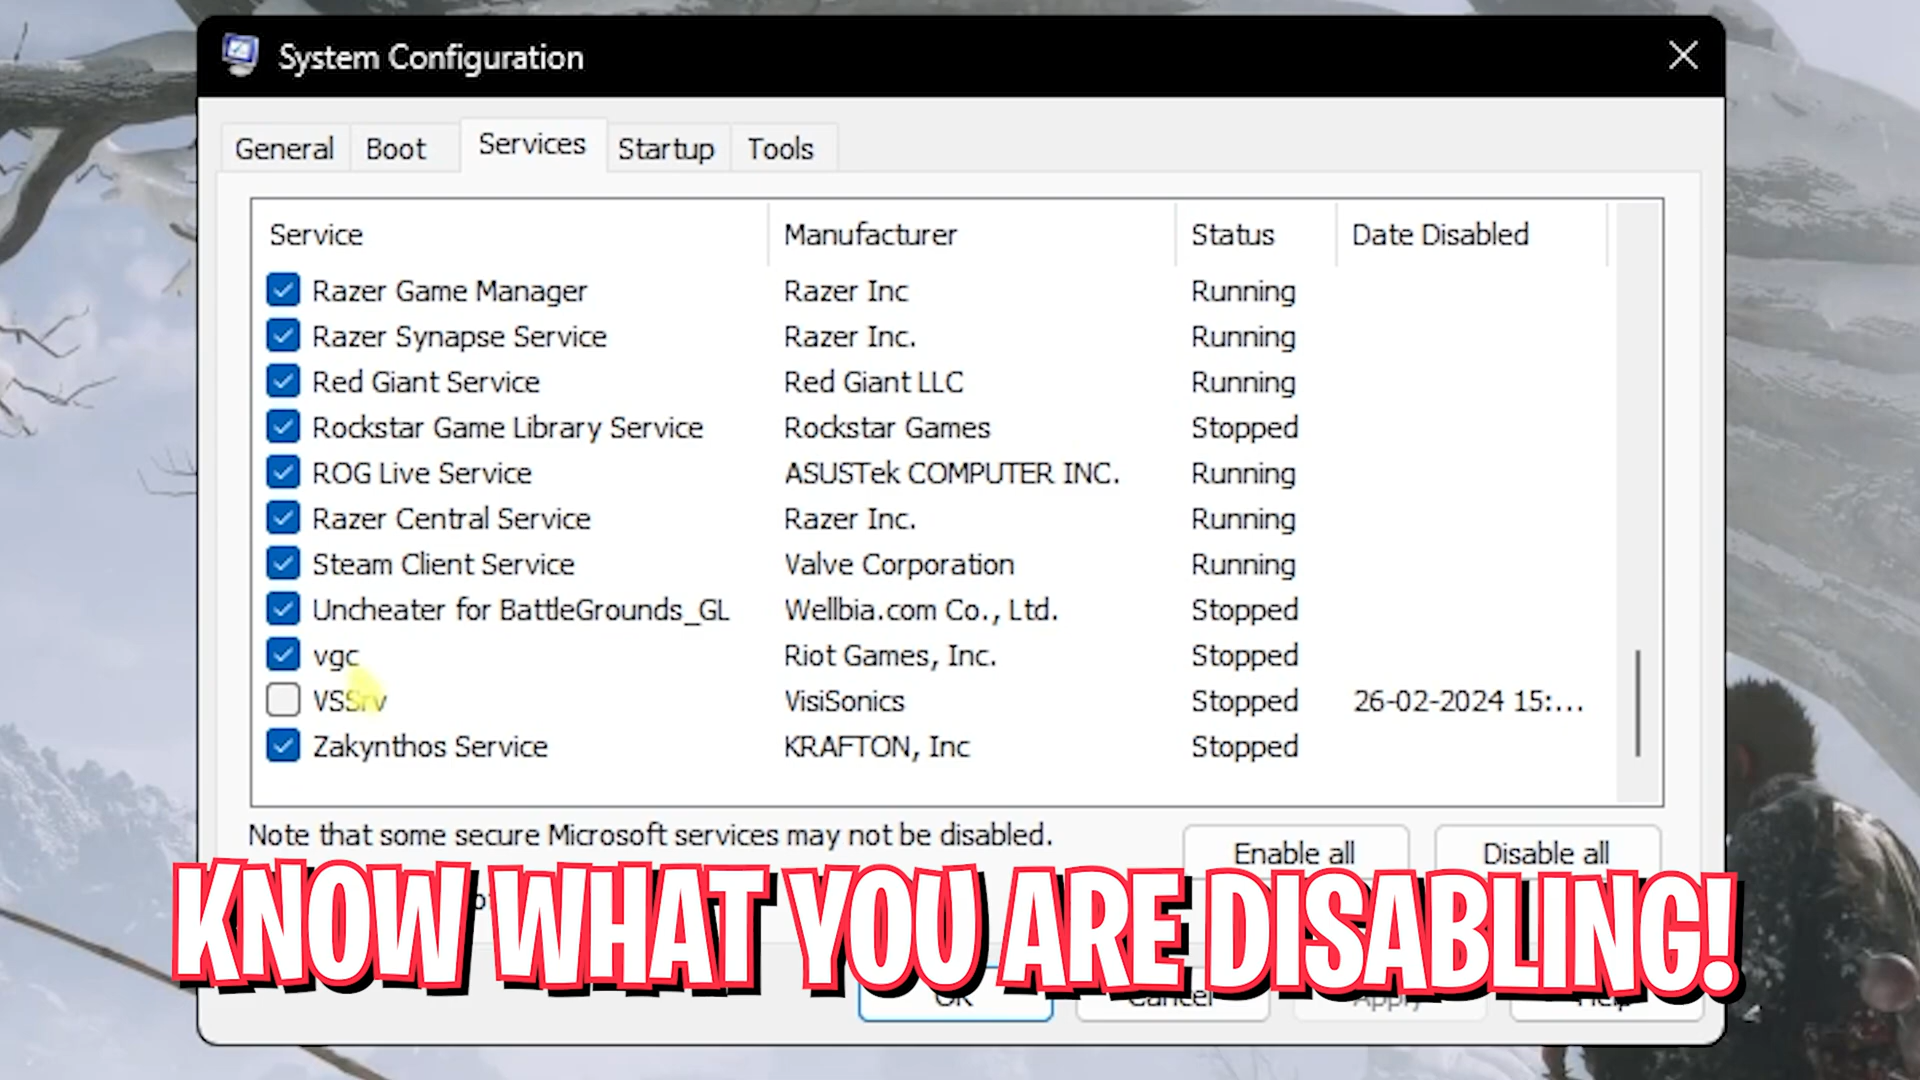 System Configuration
General Boot Services Startup Tools
Service Manufacturer Status Date Disabled
Razer Game Manager Razer Inc Running
Razer Synapse Service Razer Inc. Running
Red Giant Service Red Giant LLC Running
Rockstar Game Library Service Rockstar Games Stopped
ROG Live Service ASUSTek COMPUTER INC. Running
Razer Central Service Razer Inc. Running
Steam Client Service Valve Corporation Running
Uncheater for BattleGrounds_GL Wellbia.com Co., Ltd. Stopped
vgc Riot Games, Inc. Stopped
VSSrv VisiSonics Stopped 26-02-2024 15:...
Zakynthos Service KRAFTON, Inc Stopped
Note that some secure Microsoft services may not be disabled.
Enable all Disable all
KNOW WHAT YOU ARE DISABLING!
OK Cancel Apply Help